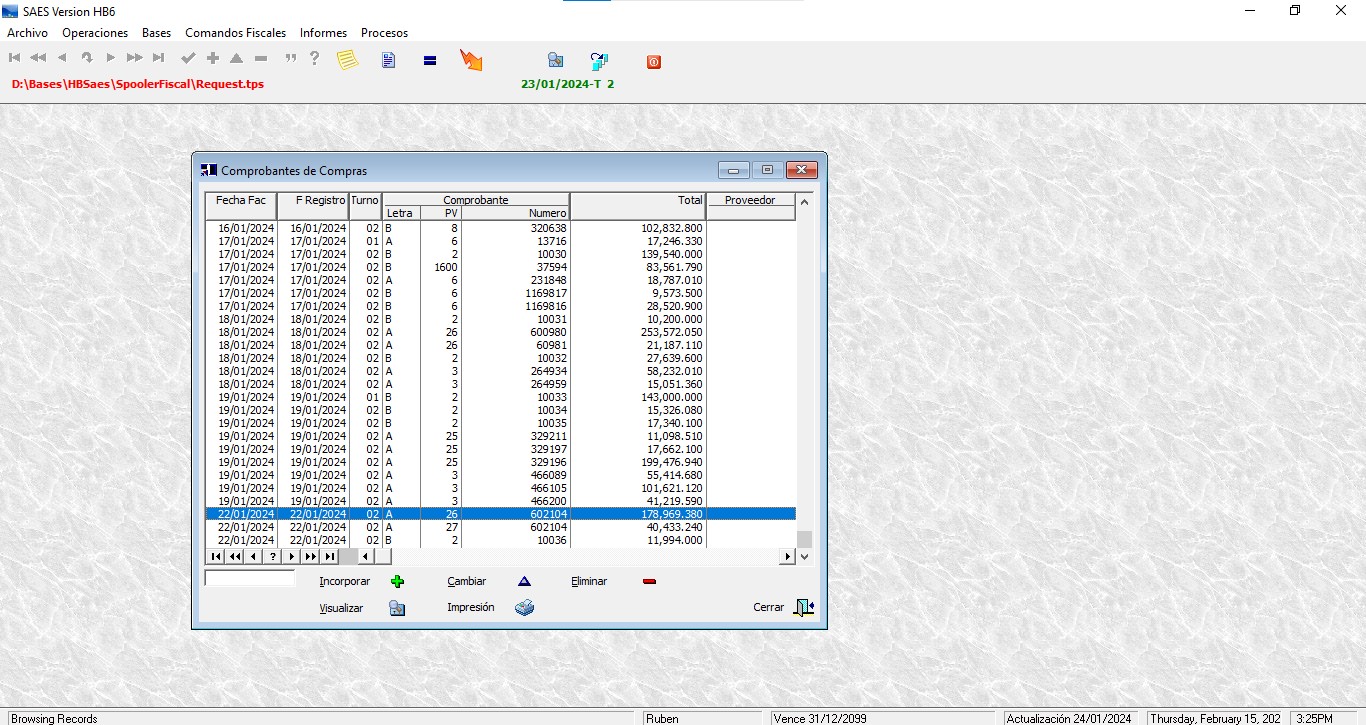 SAES Version HB6
Archivo Operaciones Bases Comandos Fiscales Informes Procesos
D:\Bases\HBSaes\SpoolerFiscal\Request.tps 23/01/2024-T 2
Comprobantes de Compras
Fecha Fac F Registro Turno Comprobante Total Proveedor
Letra PV Numero
16/01/2024 16/01/2024 02 B 8 320638 102,832.800
17/01/2024 17/01/2024 01 A 6 13716 17,246.330
17/01/2024 17/01/2024 02 B 2 10030 139,540.000
17/01/2024 17/01/2024 02 B 1600 37594 83,561.790
17/01/2024 17/01/2024 02 A 6 231848 18,787.010
17/01/2024 17/01/2024 02 B 6 1169817 9,573.500
17/01/2024 17/01/2024 02 B 6 1169816 28,520.900
18/01/2024 18/01/2024 02 B 2 10031 10,200.000
18/01/2024 18/01/2024 02 A 26 600980 253,572.050
18/01/2024 18/01/2024 02 A 26 60981 21,187.110
18/01/2024 18/01/2024 02 B 2 10032 27,639.600
18/01/2024 18/01/2024 02 A 3 264934 58,232.010
18/01/2024 18/01/2024 02 A 3 264959 15,051.360
19/01/2024 19/01/2024 01 B 2 10033 143,000.000
19/01/2024 19/01/2024 02 B 2 10034 15,326.080
19/01/2024 19/01/2024 02 B 2 10035 17,340.100
19/01/2024 19/01/2024 02 A 25 329211 11,098.510
19/01/2024 19/01/2024 02 A 25 329197 17,662.100
19/01/2024 19/01/2024 02 A 25 329196 199,476.940
19/01/2024 19/01/2024 02 A 3 466089 55,414.680
19/01/2024 19/01/2024 02 A 3 466105 101,621.120
19/01/2024 19/01/2024 02 A 3 466200 41,219.590
22/01/2024 22/01/2024 02 A 26 602104 178,969.380
22/01/2024 22/01/2024 02 A 27 602104 40,433.240
22/01/2024 22/01/2024 02 B 2 10036 11,994.000
Incorporar Cambiar Eliminar
Visualizar Impresión Cerrar
Browsing Records Ruben Vence 31/12/2099 Actualización 24/01/2024 Thursday, February 15, 202 3:25PM